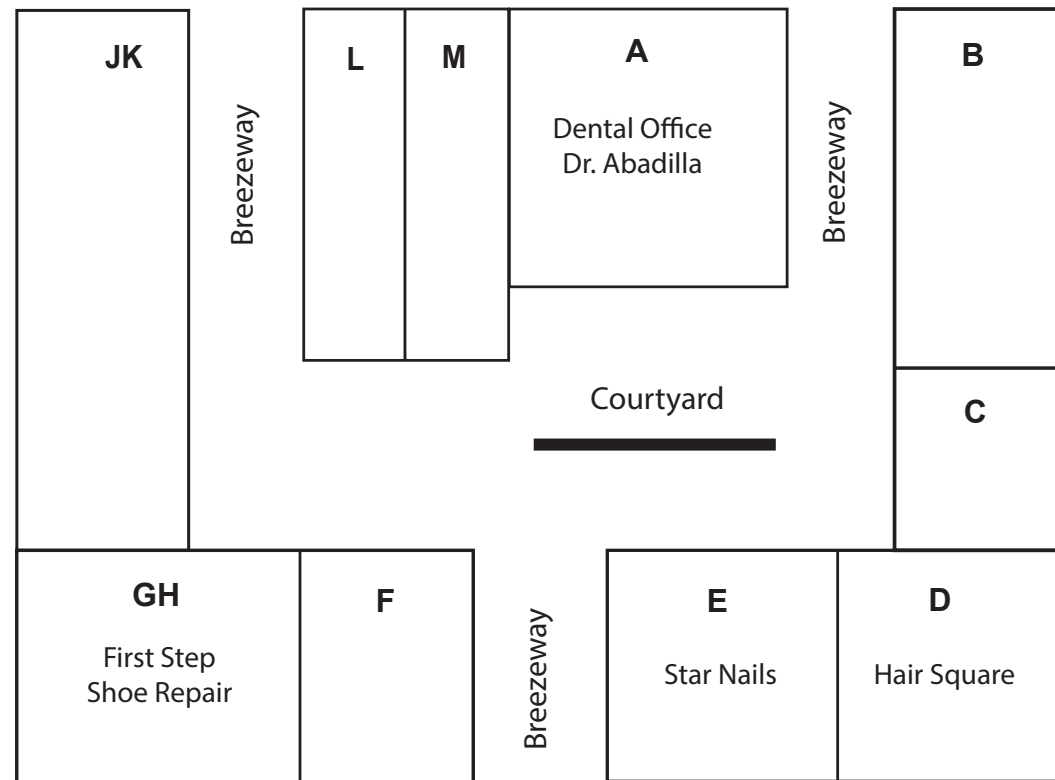 JK
L
M
A
Dental Office
Dr. Abadilla
B
Breezeway
Breezeway
Courtyard
C
GH
First Step
Shoe Repair
F
Breezeway
E
Star Nails
D
Hair Square